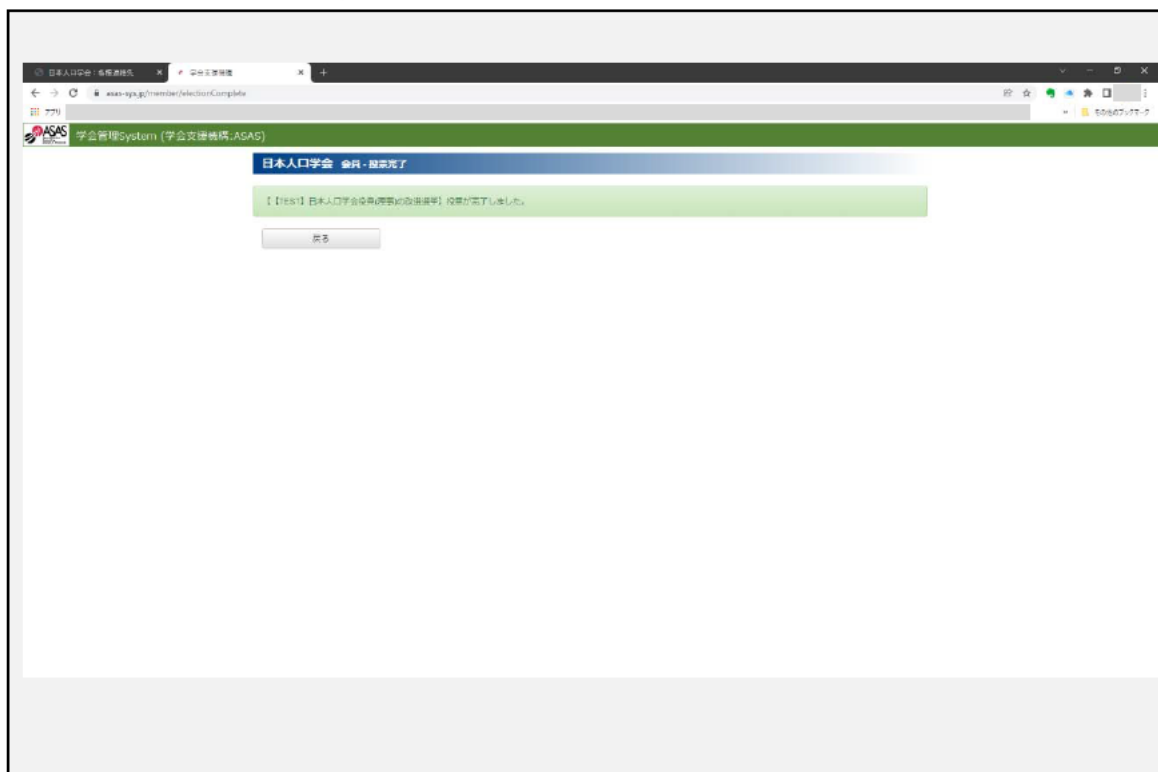 日本人口学会:各種連絡先
学会支援機構
asas-sys.jp/member/electionComplete
アプリ
その他のブックマーク
ASAS 学会管理System (学会支援機構:ASAS)
日本人口学会 会員-投票完了
【【TEST】日本人口学会役員(理事)の改選選挙】投票が完了しました。
戻る